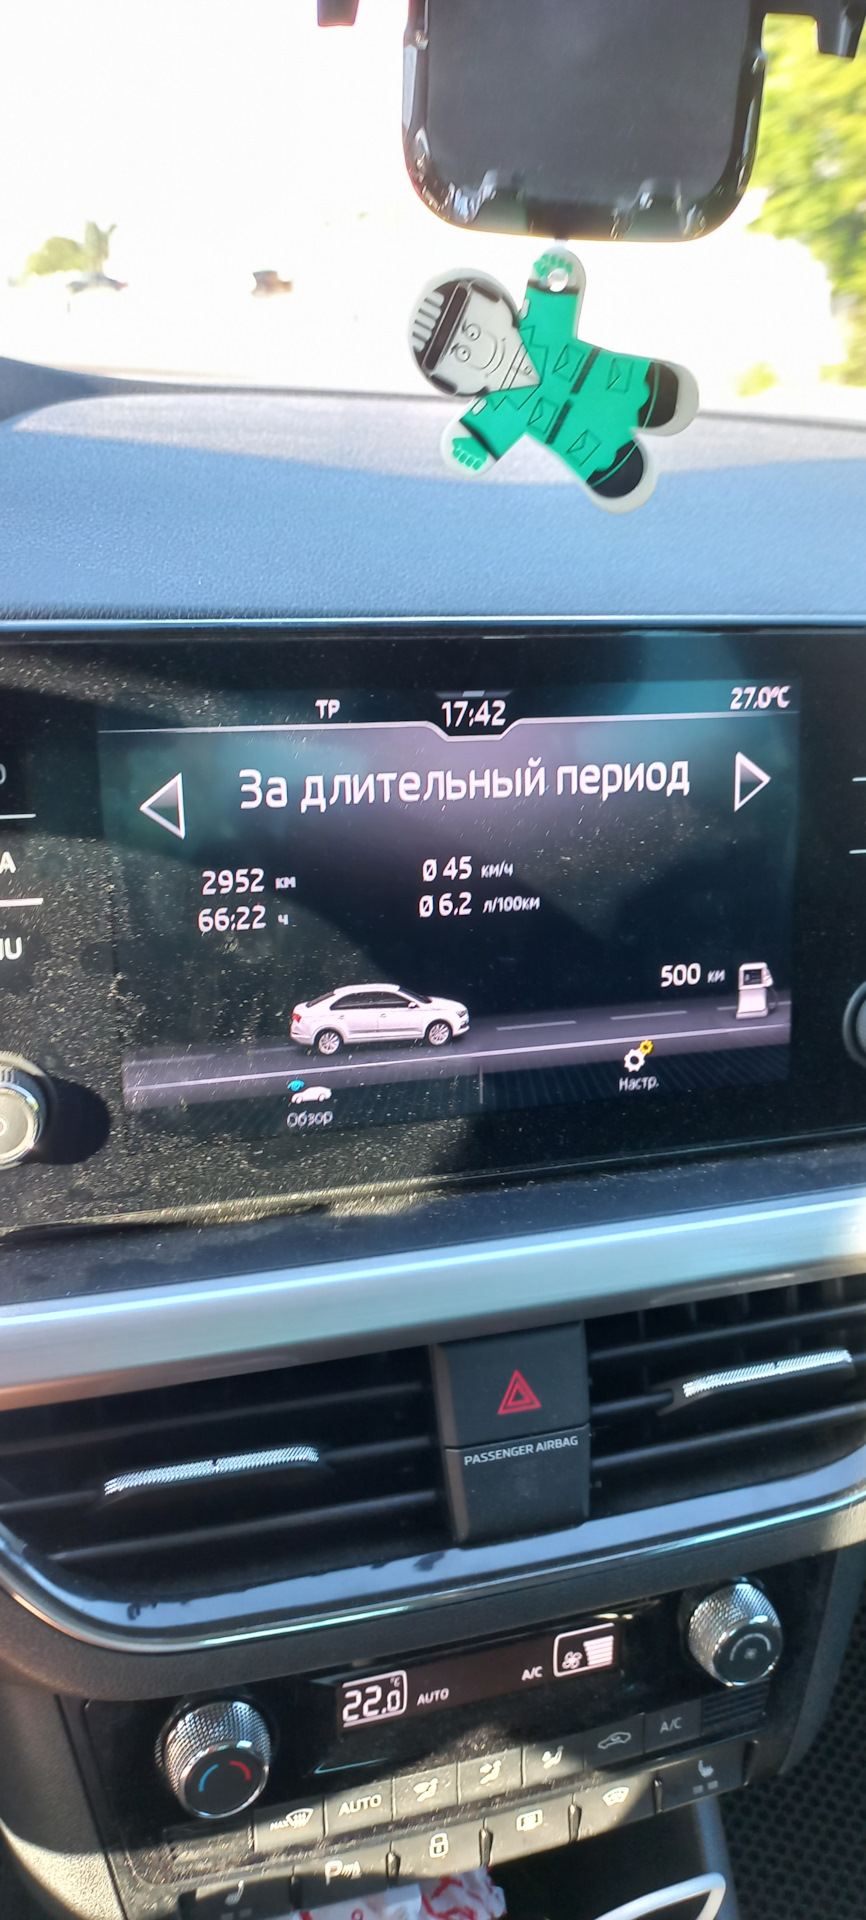 TP 17:42 27.0°C
За длительный период
2952 км Ø 45 км/ч
66:22 ч Ø 6.2 л/100км
500 км
Обзор Настр.
PASSENGER AIRBAG
22.0 °C AUTO A/C
A/C
MAX AUTO